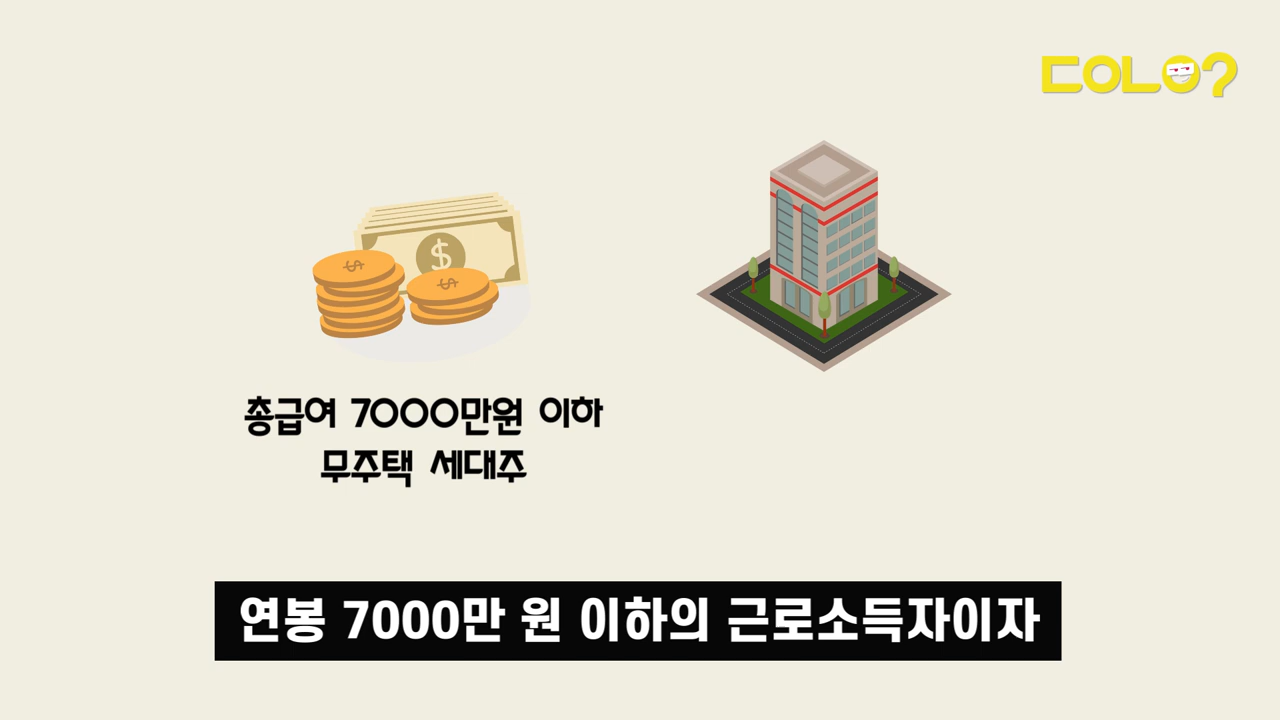 ㄷㅇㄴㅇ?
총급여 7000만원 이하
무주택 세대주
연봉 7000만 원 이하의 근로소득자이자